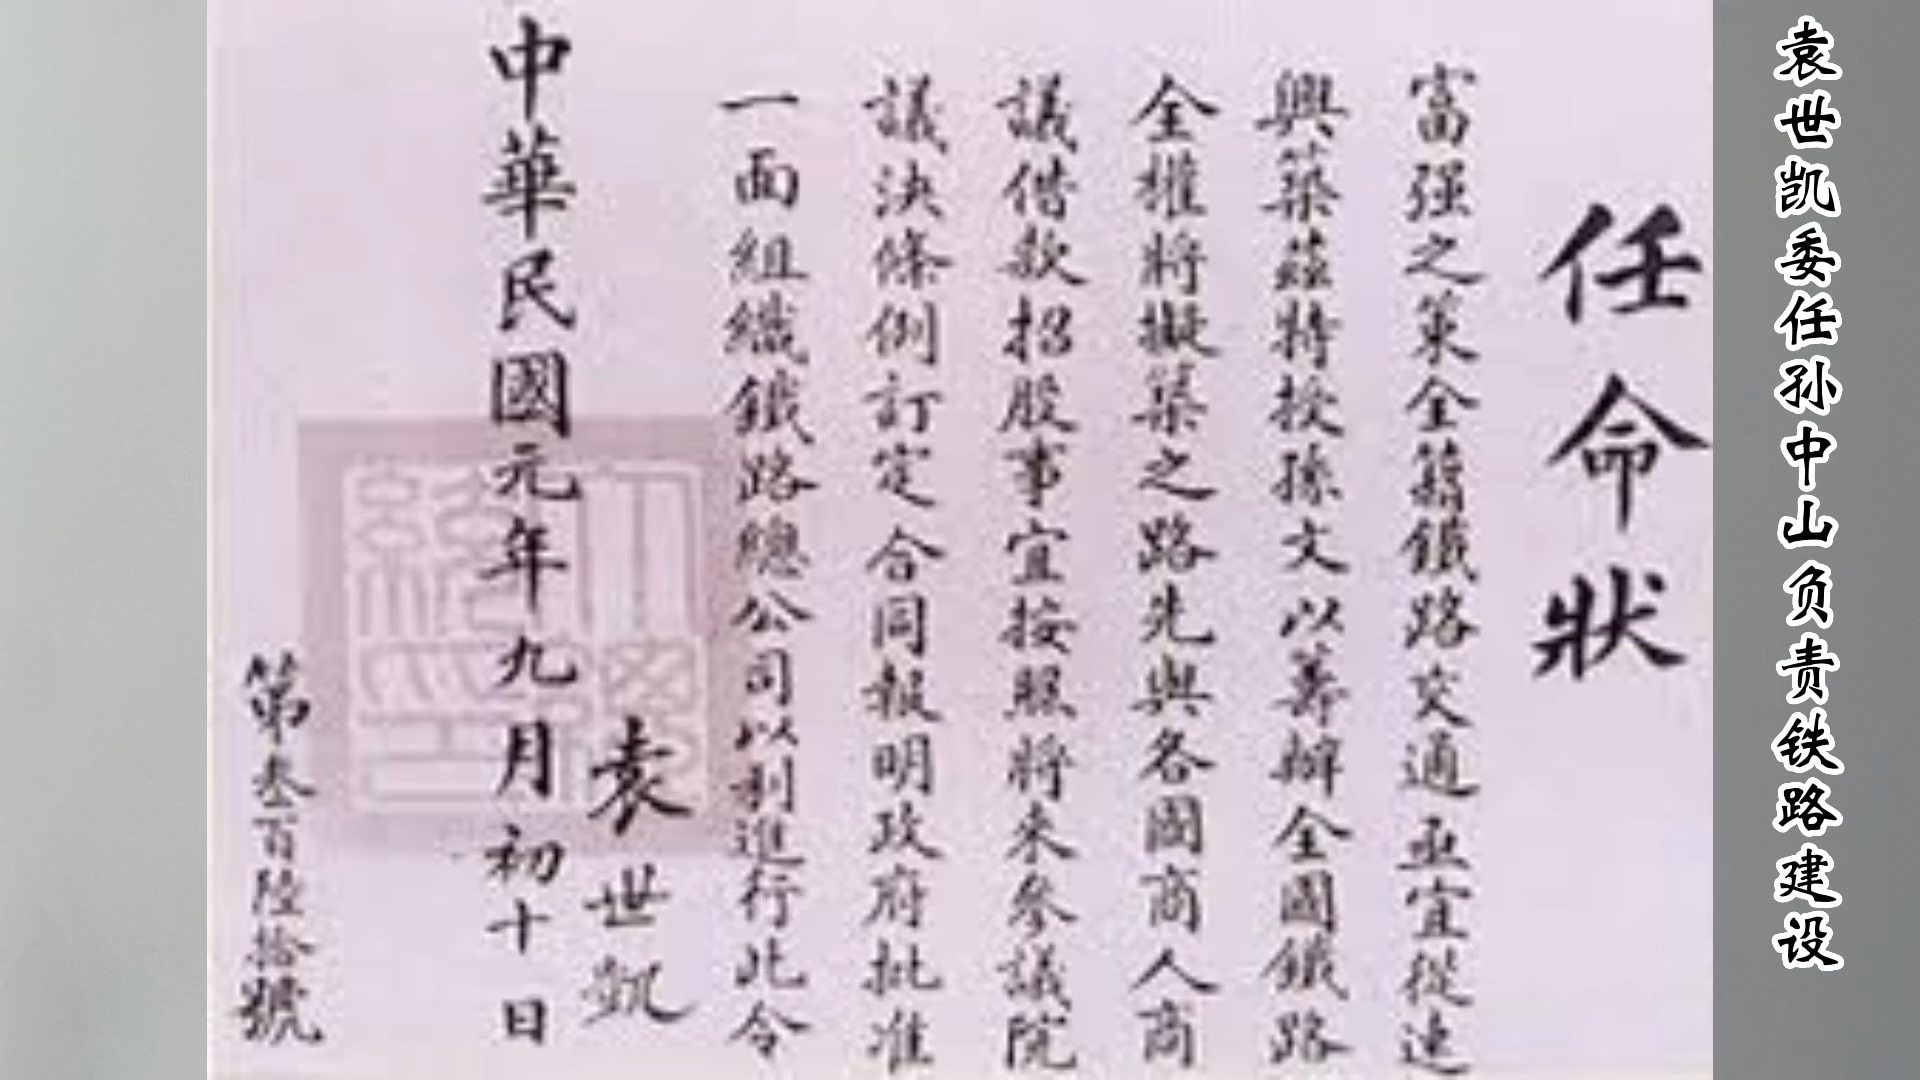 袁世凯委任孙中山负责铁路建设
任命狀
富强之策全籍鐵路交通亟宜從速
興築茲特授孫文以籌辦全國鐵路
全權將擬築之路先與各國商人商
議借款招股事宜按照將來參議院
議決條例訂定合同報明政府批准
一面組織鐵路總公司以利進行此令
袁世凱
中華民國元年九月初十日
第叁百陸拾號